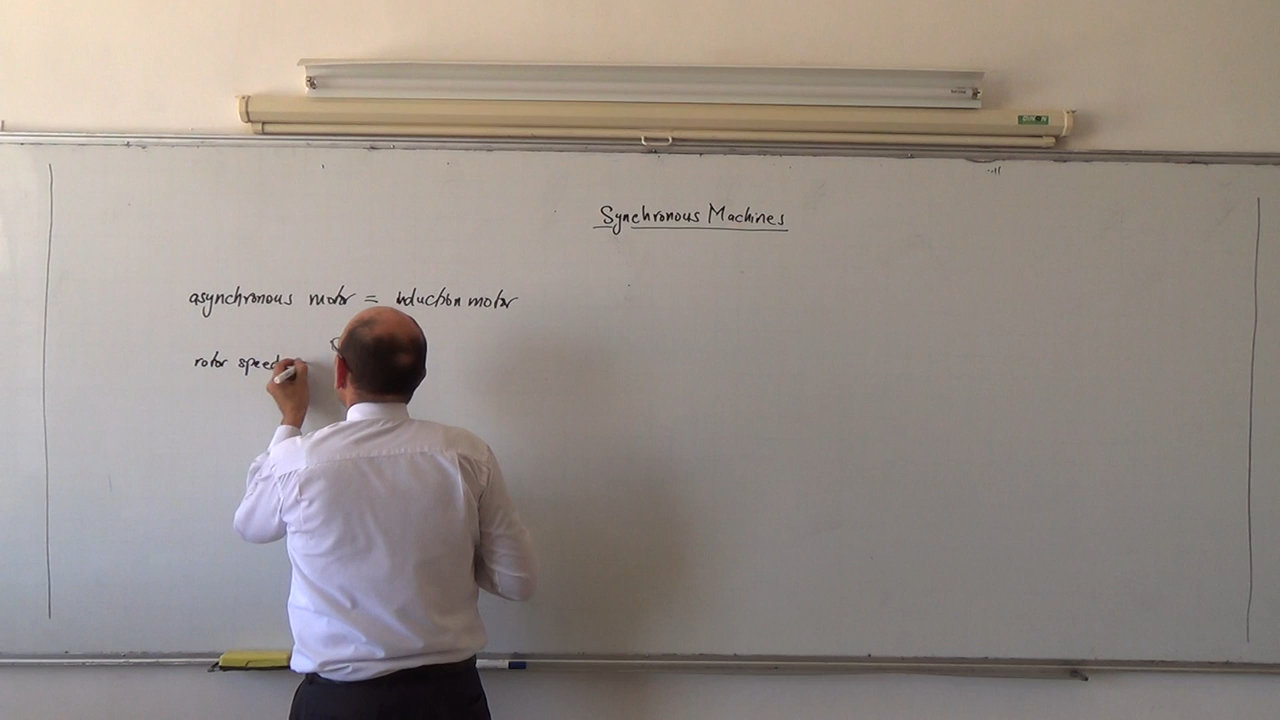 Synchronous Machines
asynchronous motor = induction motor
rotor speed